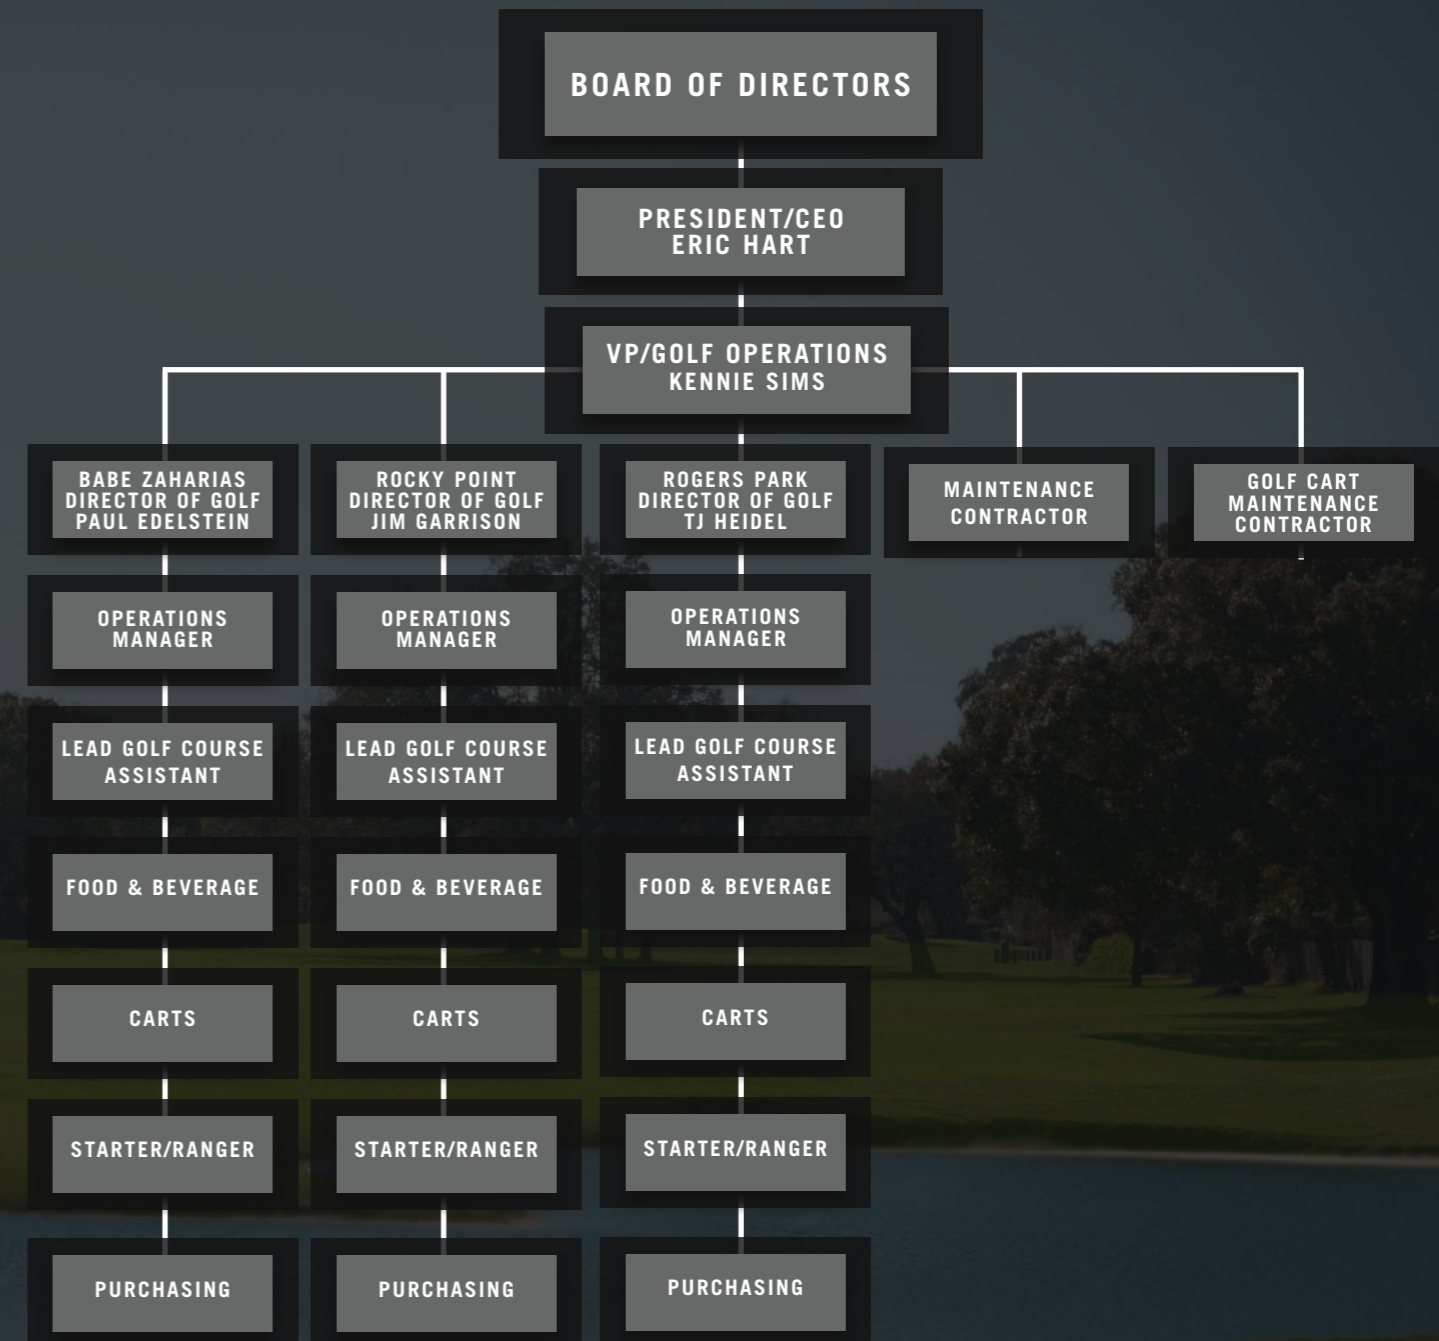 BOARD OF DIRECTORS
PRESIDENT/CEO
ERIC HART
VP/GOLF OPERATIONS
KENNIE SIMS
BABE ZAHARIAS
DIRECTOR OF GOLF
PAUL EDELSTEIN
ROCKY POINT
DIRECTOR OF GOLF
JIM GARRISON
ROGERS PARK
DIRECTOR OF GOLF
TJ HEIDEL
MAINTENANCE
CONTRACTOR
GOLF CART
MAINTENANCE
CONTRACTOR
OPERATIONS
MANAGER
OPERATIONS
MANAGER
OPERATIONS
MANAGER
LEAD GOLF COURSE
ASSISTANT
LEAD GOLF COURSE
ASSISTANT
LEAD GOLF COURSE
ASSISTANT
FOOD & BEVERAGE
FOOD & BEVERAGE
FOOD & BEVERAGE
CARTS
CARTS
CARTS
STARTER/RANGER
STARTER/RANGER
STARTER/RANGER
PURCHASING
PURCHASING
PURCHASING